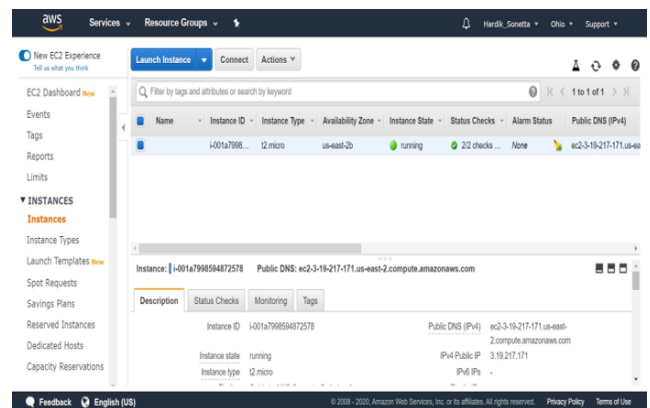 aws Services Resource Groups Hardik_Sonetta Ohio Support
New EC2 Experience
Tell us what you think
EC2 Dashboard New
Events
Tags
Reports
Limits
INSTANCES
Instances
Instance Types
Launch Templates New
Spot Requests
Savings Plans
Reserved Instances
Dedicated Hosts
Capacity Reservations
Launch Instance Connect Actions
Filter by tags and attributes or search by keyword 1 to 1 of 1
Name Instance ID Instance Type Availability Zone Instance State Status Checks Alarm Status Public DNS (IPv4)
i-001a7998... t2.micro us-east-2b running 2/2 checks ... None ec2-3-19-217-171.us-ea
Instance: i-001a7998594872578 Public DNS: ec2-3-19-217-171.us-east-2.compute.amazonaws.com
Description Status Checks Monitoring Tags
Instance ID i-001a7998594872578 Public DNS (IPv4) ec2-3-19-217-171.us-east-
2.compute.amazonaws.com
Instance state running IPv4 Public IP 3.19.217.171
Instance type t2.micro IPv6 IPs -
Feedback English (US) © 2008 - 2020, Amazon Web Services, Inc. or its affiliates. All rights reserved. Privacy Policy Terms of Use